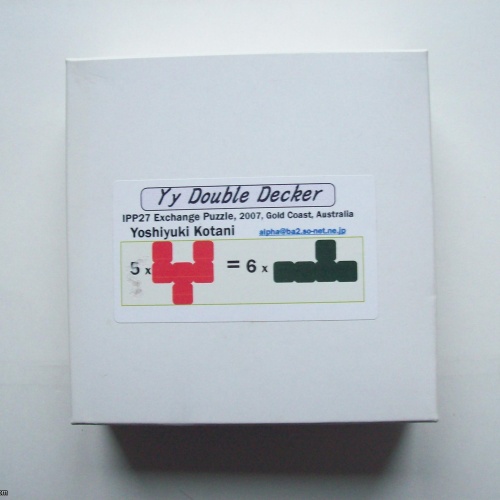 Yy Double Decker
IPP27 Exchange Puzzle, 2007, Gold Coast, Australia
Yoshiyuki Kotani alpha@ba2.so-net.ne.jp
5 x = 6 x